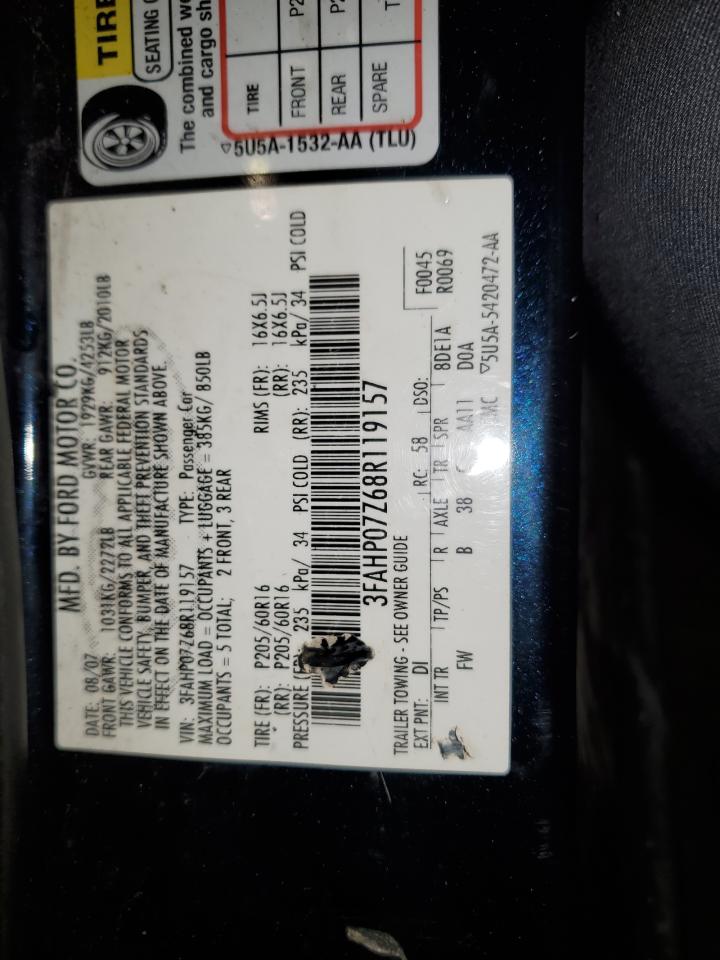 TIRE
SEATING
The combined
and cargo
TIRE
FRONT
REAR
SPARE
▽5U5A-1532-AA (TLU)
MFD. BY FORD MOTOR CO.
DATE: 08/07 GVWR: 1929KG/4253LB
FRONT GAWR: 1031KG/2272LB REAR GAWR: 912KG/2010LB
THIS VEHICLE CONFORMS TO ALL APPLICABLE FEDERAL MOTOR
VEHICLE SAFETY, BUMPER, AND THEFT PREVENTION STANDARDS
IN EFFECT ON THE DATE OF MANUFACTURE SHOWN ABOVE.
VIN: 3FAHP07Z68R119157 TYPE: Passenger Car
MAXIMUM LOAD = OCCUPANTS + LUGGAGE = 385KG/ 850LB
OCCUPANTS = 5 TOTAL; 2 FRONT, 3 REAR
TIRE (FR): P205/60R16 RIMS (FR): 16X6.5J
(RR): P205/60R16 (RR): 16X6.5J
PRESSURE 235 kPa/ 34 PSI COLD (RR): 235 kPa/ 34 PSI COLD
3FAHP07Z68R119157
TRAILER TOWING - SEE OWNER GUIDE F0045
EXT PNT: DI RC: 58 DSO: R0069
INT TR TP/PS R AXLE TR SPR 8DE1A
FW B 38 AA11 D0A
▽5U5A-5420472-AA